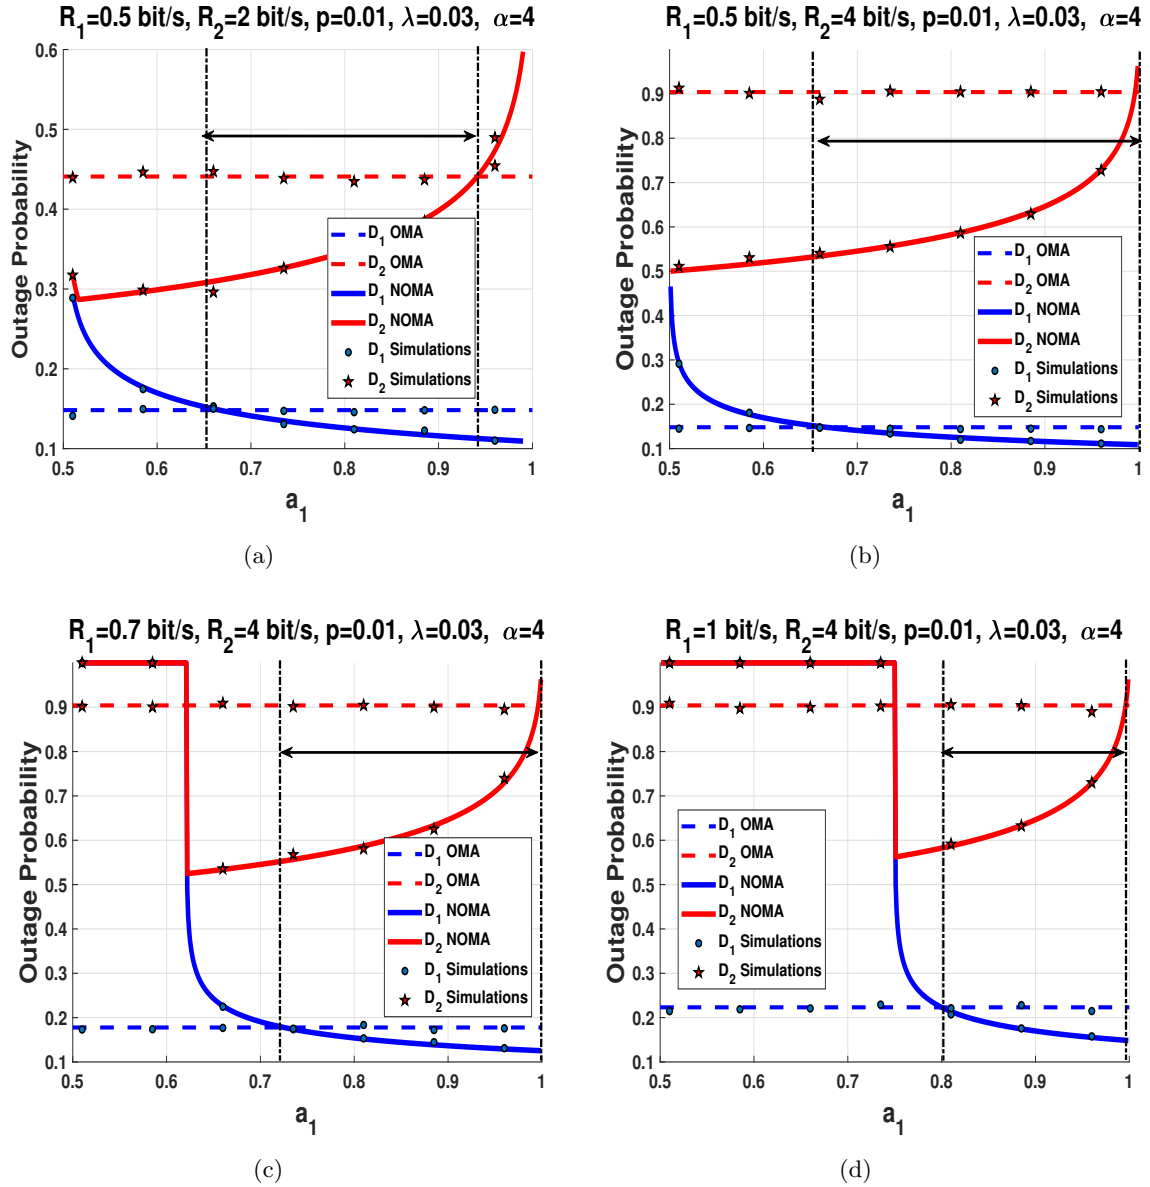 R1=0.5 bit/s, R2=2 bit/s, p=0.01, λ=0.03, α=4
Outage Probability
0.6
0.5
0.4
0.3
0.2
0.1
D1 OMA
D2 OMA
D1 NOMA
D2 NOMA
D1 Simulations
D2 Simulations
0.5 0.6 0.7 0.8 0.9 1
a1
(a)
R1=0.5 bit/s, R2=4 bit/s, p=0.01, λ=0.03, α=4
Outage Probability
0.9
0.8
0.7
0.6
0.5
0.4
0.3
0.2
0.1
D1 OMA
D2 OMA
D1 NOMA
D2 NOMA
D1 Simulations
D2 Simulations
0.5 0.6 0.7 0.8 0.9 1
a1
(b)
R1=0.7 bit/s, R2=4 bit/s, p=0.01, λ=0.03, α=4
Outage Probability
0.9
0.8
0.7
0.6
0.5
0.4
0.3
0.2
0.1
D1 OMA
D2 OMA
D1 NOMA
D2 NOMA
D1 Simulations
D2 Simulations
0.5 0.6 0.7 0.8 0.9 1
a1
(c)
R1=1 bit/s, R2=4 bit/s, p=0.01, λ=0.03, α=4
Outage Probability
0.9
0.8
0.7
0.6
0.5
0.4
0.3
0.2
0.1
D1 OMA
D2 OMA
D1 NOMA
D2 NOMA
D1 Simulations
D2 Simulations
0.5 0.6 0.7 0.8 0.9 1
a1
(d)